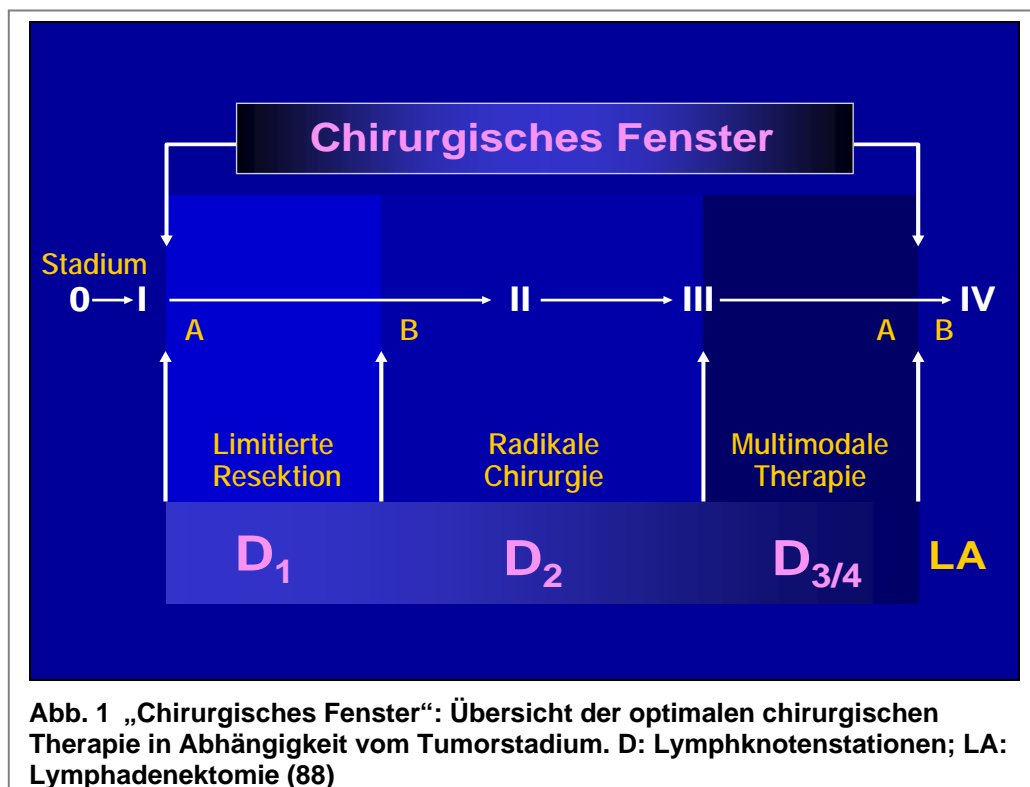 Chirurgisches Fenster
Stadium
0 I II III IV
A B A B
Limitierte Resektion
Radikale Chirurgie
Multimodale Therapie
D1 D2 D3/4 LA
Abb. 1 „Chirurgisches Fenster“: Übersicht der optimalen chirurgischen
Therapie in Abhängigkeit vom Tumorstadium. D: Lymphknotenstationen; LA:
Lymphadenektomie (88)